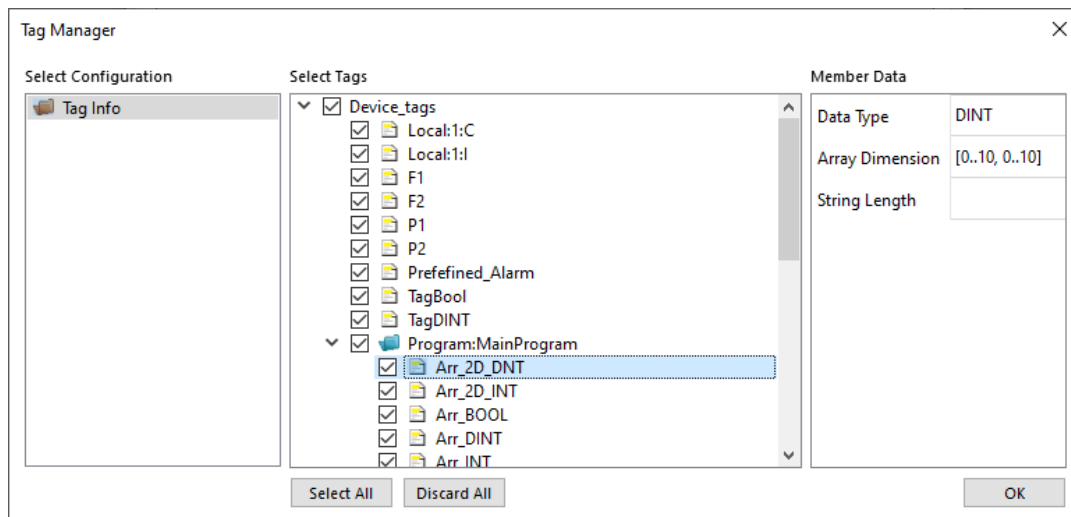 Tag Manager
Select Configuration
Tag Info
Select Tags
Device_tags
Local:1:C
Local:1:I
F1
F2
P1
P2
Prefefined_Alarm
TagBool
TagDINT
Program:MainProgram
Arr_2D_DNT
Arr_2D_INT
Arr_BOOL
Arr_DINT
Arr_INT
Select All Discard All
Member Data
Data Type DINT
Array Dimension [0..10, 0..10]
String Length
OK